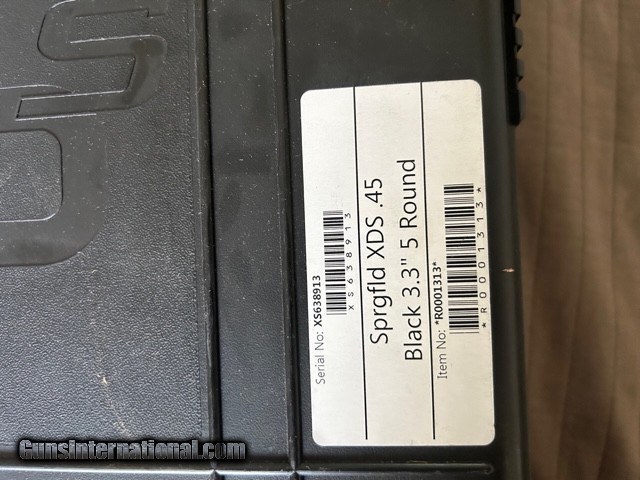 Serial No: XS638913
XS638913
Sprgfld XDS .45
Black 3.3" 5 Round
Item No: *R0001313*
*R0001313*
GunsInternational.com